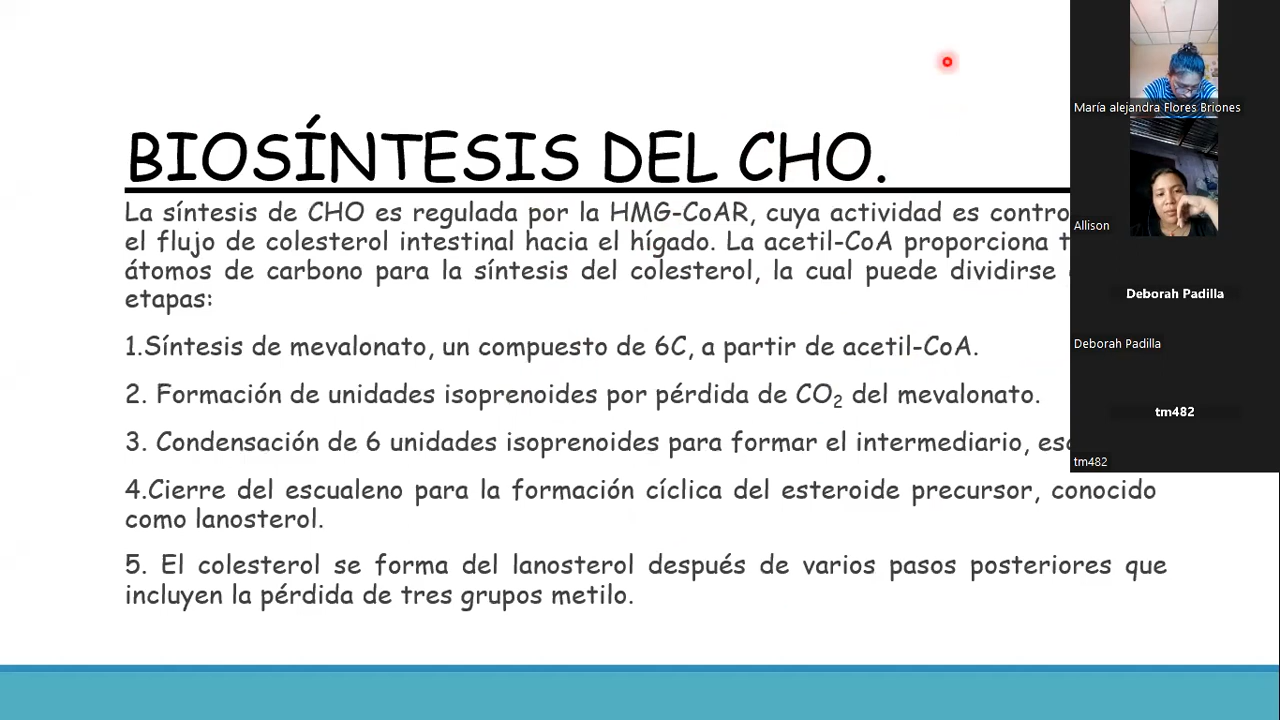 BIOSÍNTESIS DEL CHO.
La síntesis de CHO es regulada por la HMG-CoAR, cuya actividad es
el flujo de colesterol intestinal hacia el hígado. La acetil-CoA proporciona
átomos de carbono para la síntesis del colesterol, la cual puede dividirse
etapas:
1.Síntesis de mevalonato, un compuesto de 6C, a partir de acetil-CoA.
2. Formación de unidades isoprenoides por pérdida de CO₂ del mevalonato.
3. Condensación de 6 unidades isoprenoides para formar el intermediario,
4.Cierre del escualeno para la formación cíclica del esteroide precursor, conocido
como lanosterol.
5. El colesterol se forma del lanosterol después de varios pasos posteriores que
incluyen la pérdida de tres grupos metilo.
María alejandra Flores Briones
Allison
Deborah Padilla
Deborah Padilla
tm482
tm482